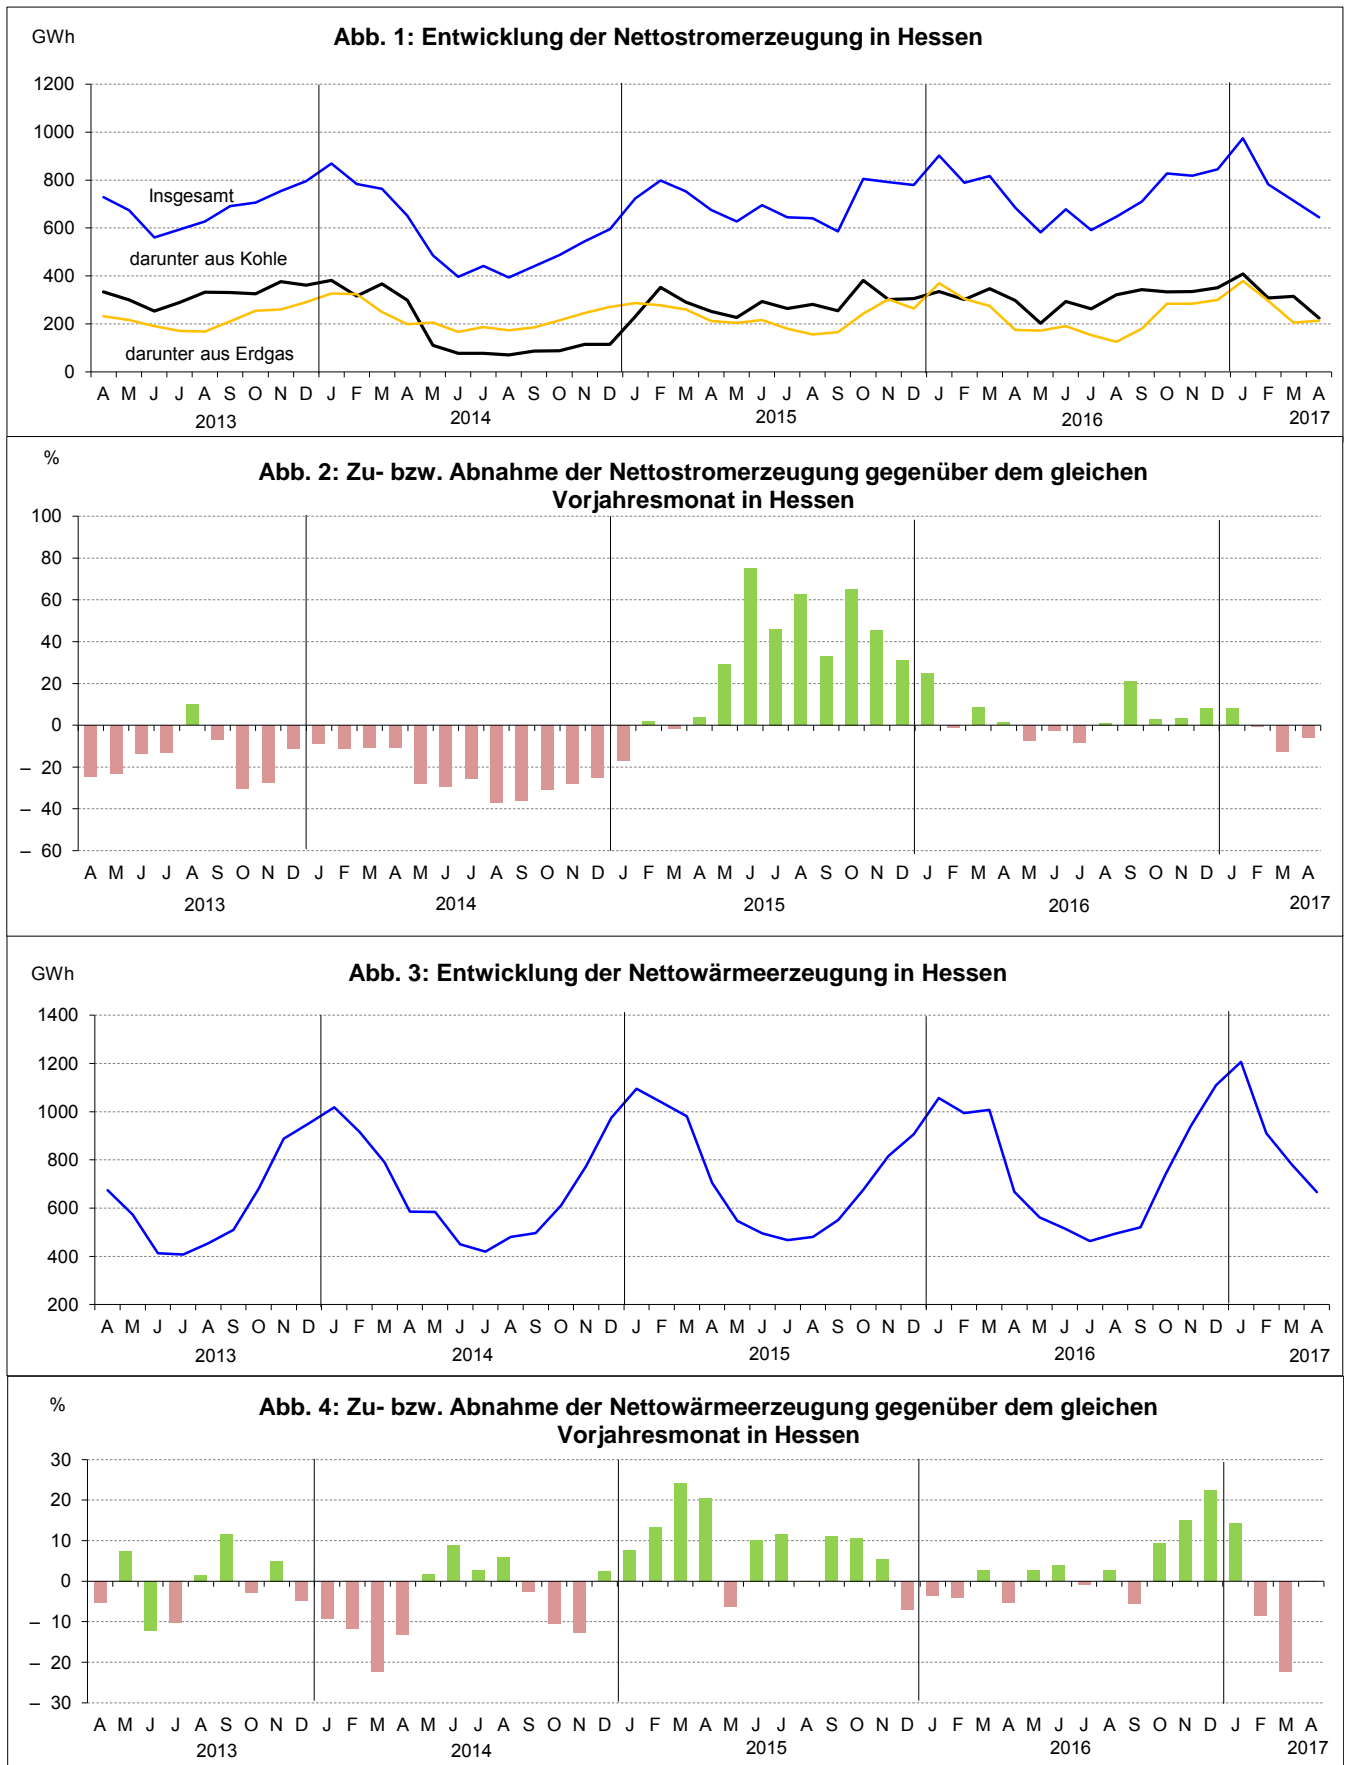 GWh
Abb. 1: Entwicklung der Nettostromerzeugung in Hessen
1200
1000
800
600
400
200
0
Insgesamt
darunter aus Kohle
darunter aus Erdgas
A M J J A S O N D J F M A M J J A S O N D J F M A M J J A S O N D J F M A M J J A S O N D J F M A
2013 2014 2015 2016 2017
%
Abb. 2: Zu- bzw. Abnahme der Nettostromerzeugung gegenüber dem gleichen
Vorjahresmonat in Hessen
100
80
60
40
20
0
– 20
– 40
– 60
A M J J A S O N D J F M A M J J A S O N D J F M A M J J A S O N D J F M A M J J A S O N D J F M A
2013 2014 2015 2016 2017
GWh
Abb. 3: Entwicklung der Nettowärmeerzeugung in Hessen
1400
1200
1000
800
600
400
200
A M J J A S O N D J F M A M J J A S O N D J F M A M J J A S O N D J F M A M J J A S O N D J F M A
2013 2014 2015 2016 2017
%
Abb. 4: Zu- bzw. Abnahme der Nettowärmeerzeugung gegenüber dem gleichen
Vorjahresmonat in Hessen
30
20
10
0
– 10
– 20
– 30
A M J J A S O N D J F M A M J J A S O N D J F M A M J J A S O N D J F M A M J J A S O N D J F M A
2013 2014 2015 2016 2017